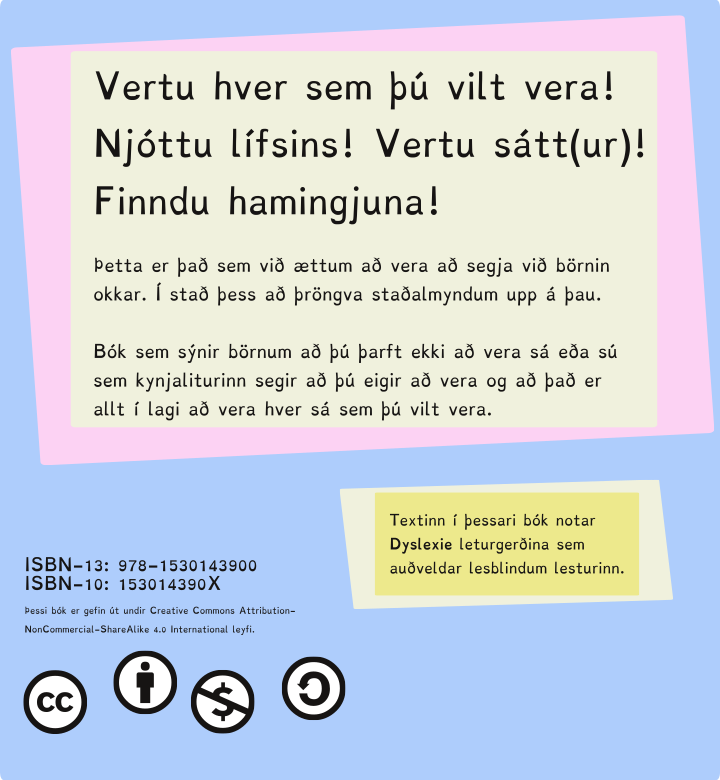 Vertu hver sem þú vilt vera!
Njóttu lífsins! Vertu sátt(ur)!
Finndu hamingjuna!
Þetta er það sem við ættum að vera að segja við börnin
okkar. Í stað þess að þröngva staðalmyndum upp á þau.
Bók sem sýnir börnum að þú þarft ekki að vera sá eða sú
sem kynjaliturinn segir að þú eigir að vera og að það er
allt í lagi að vera hver sá sem þú vilt vera.
Textinn í þessari bók notar
Dyslexie leturgerðina sem
auðveldar lesblindum lesturinn.
ISBN-13: 978-1530143900
ISBN-10: 153014390X
Þessi bók er gefin út undir Creative Commons Attribution-
NonCommercial-ShareAlike 4.0 International leyfi.
cc
$